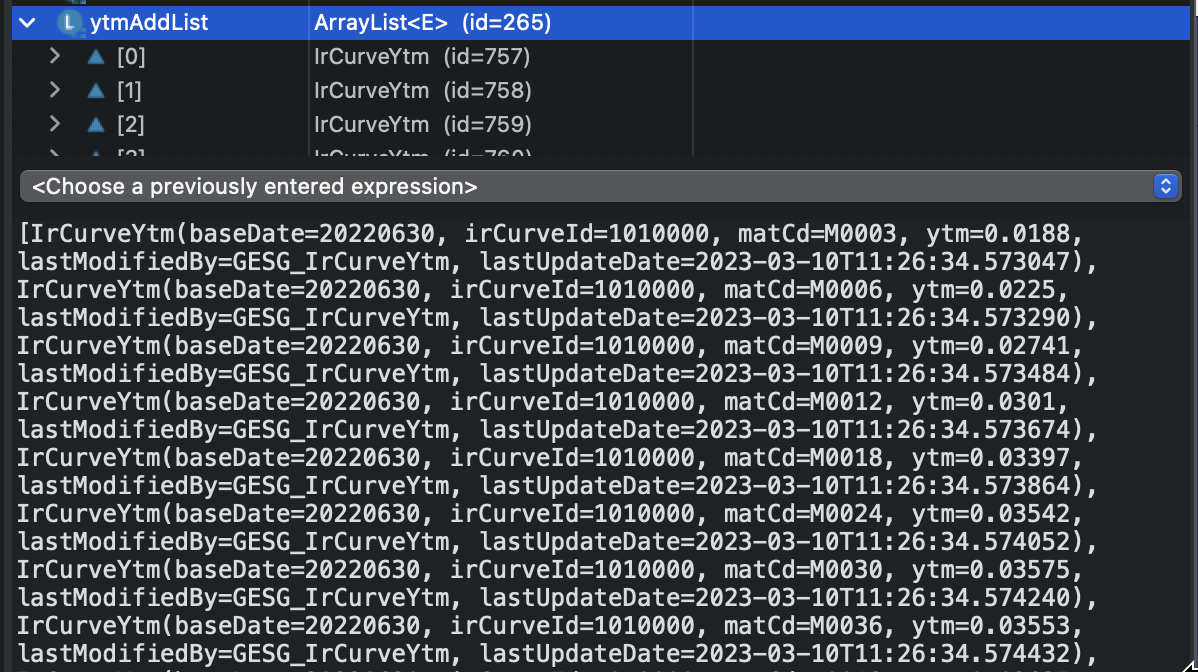 ytmAddList ArrayList<E> (id=265)
[0] IrCurveYtm (id=757)
[1] IrCurveYtm (id=758)
[2] IrCurveYtm (id=759)
<Choose a previously entered expression>
[IrCurveYtm(baseDate=20220630, irCurveId=1010000, matCd=M0003, ytm=0.0188,
lastModifiedBy=GESG_IrCurveYtm, lastUpdateDate=2023-03-10T11:26:34.573047),
IrCurveYtm(baseDate=20220630, irCurveId=1010000, matCd=M0006, ytm=0.0225,
lastModifiedBy=GESG_IrCurveYtm, lastUpdateDate=2023-03-10T11:26:34.573290),
IrCurveYtm(baseDate=20220630, irCurveId=1010000, matCd=M0009, ytm=0.02741,
lastModifiedBy=GESG_IrCurveYtm, lastUpdateDate=2023-03-10T11:26:34.573484),
IrCurveYtm(baseDate=20220630, irCurveId=1010000, matCd=M0012, ytm=0.0301,
lastModifiedBy=GESG_IrCurveYtm, lastUpdateDate=2023-03-10T11:26:34.573674),
IrCurveYtm(baseDate=20220630, irCurveId=1010000, matCd=M0018, ytm=0.03397,
lastModifiedBy=GESG_IrCurveYtm, lastUpdateDate=2023-03-10T11:26:34.573864),
IrCurveYtm(baseDate=20220630, irCurveId=1010000, matCd=M0024, ytm=0.03542,
lastModifiedBy=GESG_IrCurveYtm, lastUpdateDate=2023-03-10T11:26:34.574052),
IrCurveYtm(baseDate=20220630, irCurveId=1010000, matCd=M0030, ytm=0.03575,
lastModifiedBy=GESG_IrCurveYtm, lastUpdateDate=2023-03-10T11:26:34.574240),
IrCurveYtm(baseDate=20220630, irCurveId=1010000, matCd=M0036, ytm=0.03553,
lastModifiedBy=GESG_IrCurveYtm, lastUpdateDate=2023-03-10T11:26:34.574432),